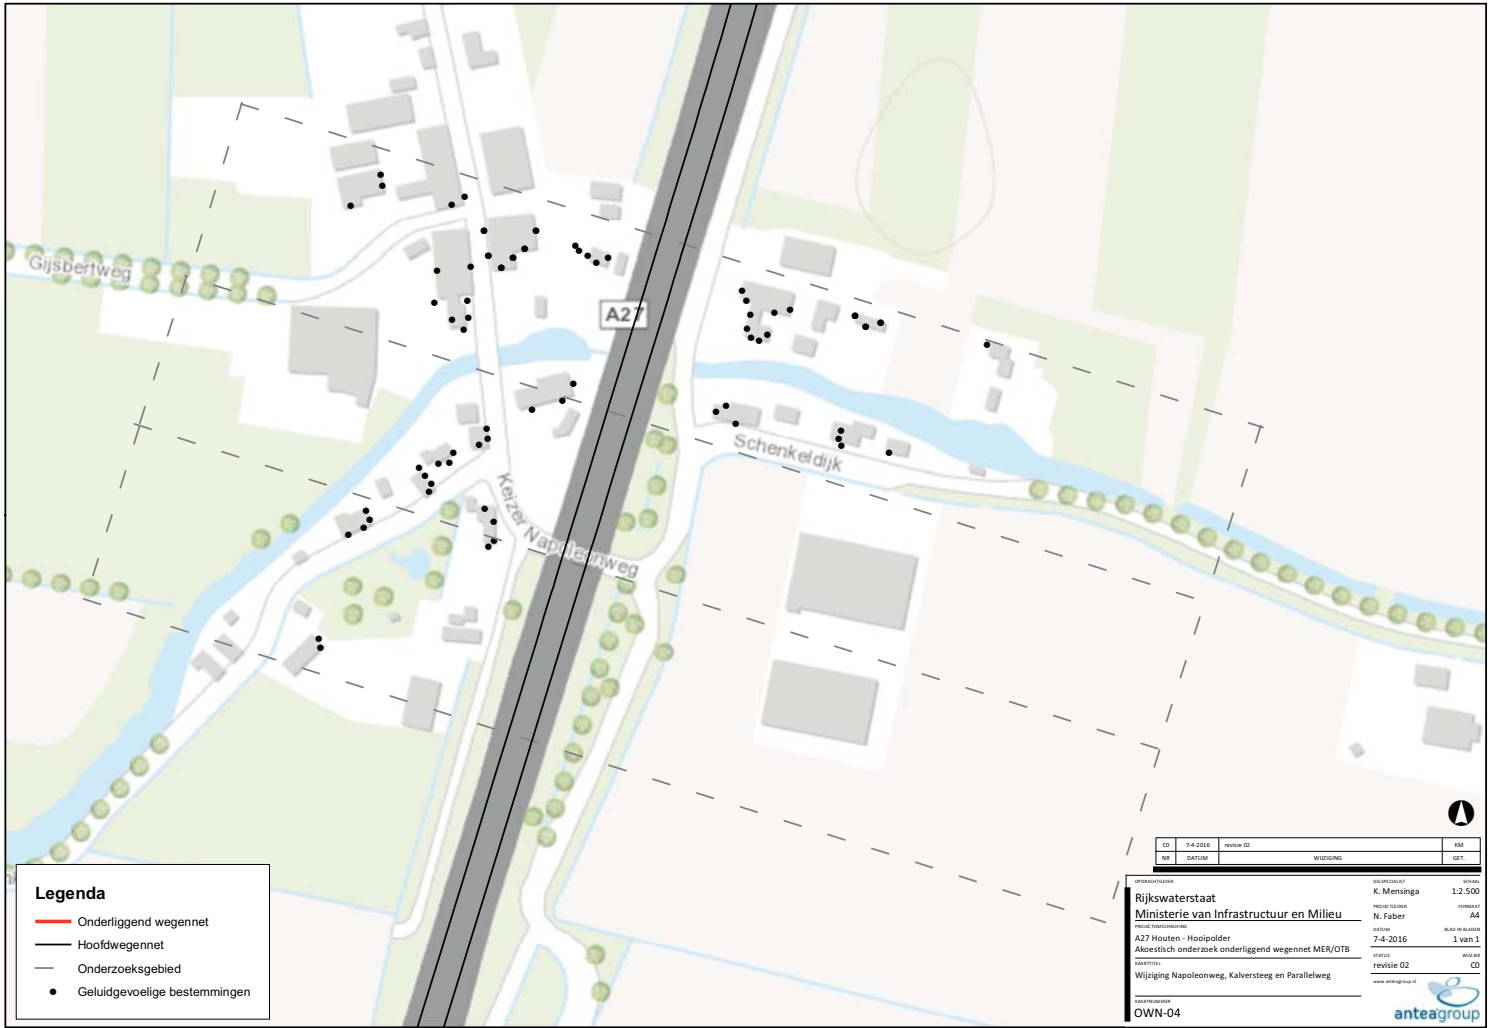 Gijsbertweg
A27
Schenkeldijk
Keizer Napoleonweg
Legenda
Onderliggend wegennet
Hoofdwegennet
Onderzoeksgebied
Geluidgevoelige bestemmingen
C0 7-4-2016 revisie 02 KM
NR DATUM WIJZIGING GET.
OPDRACHTGEVER
Rijkswaterstaat
Ministerie van Infrastructuur en Milieu
PROJECTOMSCHRIJVING
A27 Houten - Hooipolder
Akoestisch onderzoek onderliggend wegennet MER/OTB
KAARTTITEL
Wijziging Napoleonweg, Kalversteeg en Parallelweg
KAARTNUMMER
OWN-04
GIS SPECIALIST SCHAAL
K. Mensinga 1:2.500
PROJECTLEIDER FORMAAT
N. Faber A4
DATUM BLAD IN BLADEN
7-4-2016 1 van 1
STATUS WIJZ.NR
revisie 02 C0
www.anteagroup.nl
anteagroup